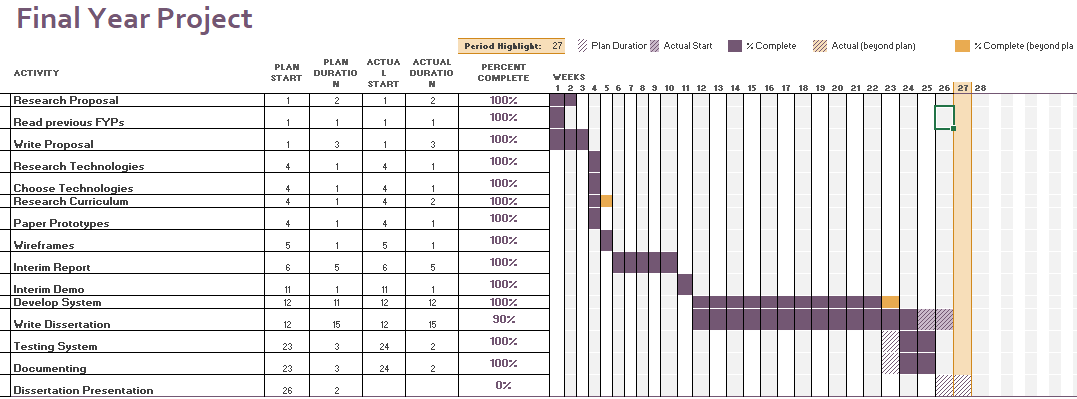 Final Year Project
Period Highlight: 27 Plan Duration Actual Start % Complete Actual (beyond plan) % Complete (beyond pla
ACTIVITY PLAN START PLAN DURATIO N ACTUA L START ACTUAL DURATIO N PERCENT COMPLETE WEEKS
1 2 3 4 5 6 7 8 9 10 11 12 13 14 15 16 17 18 19 20 21 22 23 24 25 26 27 28
Research Proposal 1 2 1 2 100%
Read previous FYPs 1 1 1 1 100%
Write Proposal 1 3 1 3 100%
Research Technologies 4 1 4 1 100%
Choose Technologies 4 1 4 1 100%
Research Curriculum 4 1 4 2 100%
Paper Prototypes 4 1 4 1 100%
Wireframes 5 1 5 1 100%
Interim Report 6 5 6 5 100%
Interim Demo 11 1 11 1 100%
Develop System 12 11 12 12 100%
Write Dissertation 12 15 12 15 90%
Testing System 23 3 24 2 100%
Documenting 23 3 24 2 100%
Dissertation Presentation 26 2 0%